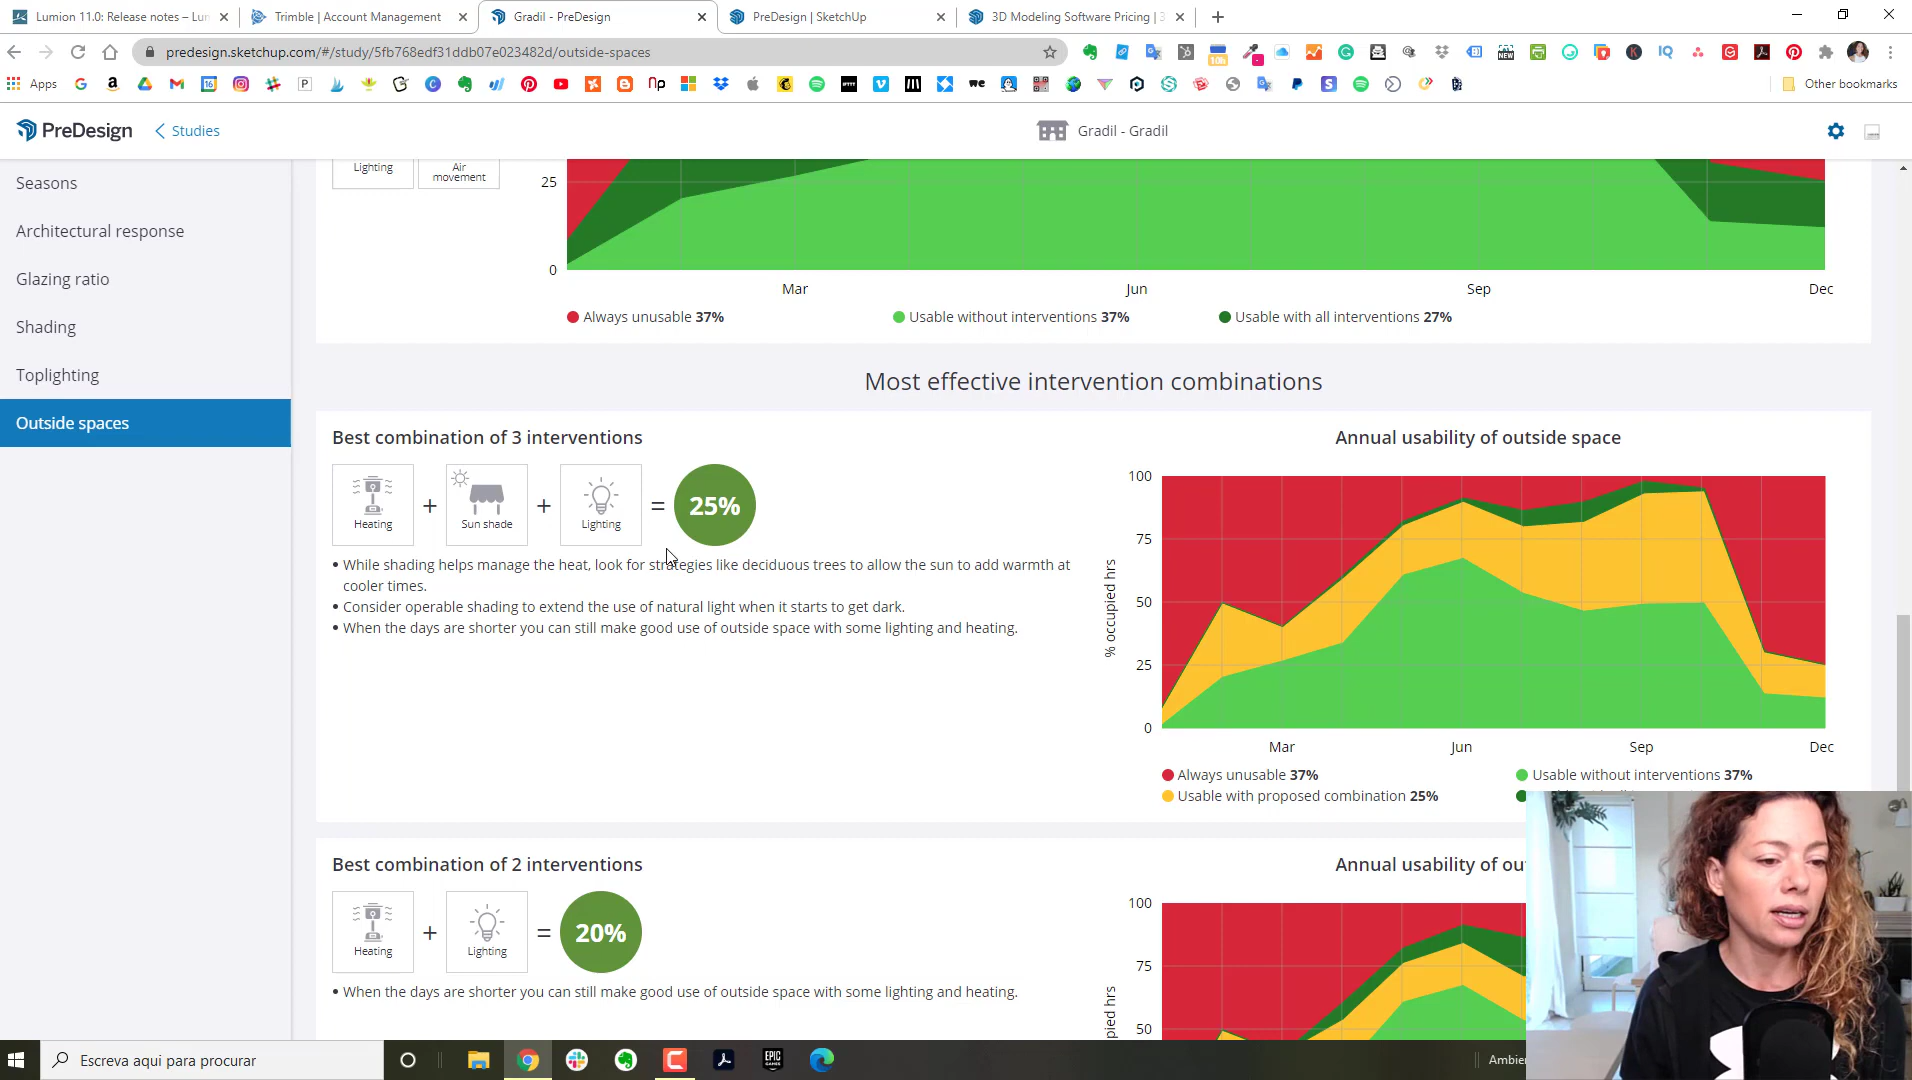 Lumion 11.0: Release notes – Lun
Trimble | Account Management
Gradil - PreDesign
PreDesign | SketchUp
3D Modeling Software Pricing | 3
predesign.sketchup.com/#/study/5fb768edf31ddb07e023482d/outside-spaces
Apps
Other bookmarks
PreDesign
Studies
Gradil - Gradil
Seasons
Architectural response
Glazing ratio
Shading
Toplighting
Outside spaces
Lighting
Air
movement
25
0
Mar
Jun
Sep
Dec
Always unusable 37%
Usable without interventions 37%
Usable with all interventions 27%
Most effective intervention combinations
Best combination of 3 interventions
Heating
+
Sun shade
+
Lighting
=
25%
• While shading helps manage the heat, look for strategies like deciduous trees to allow the sun to add warmth at
cooler times.
• Consider operable shading to extend the use of natural light when it starts to get dark.
• When the days are shorter you can still make good use of outside space with some lighting and heating.
Annual usability of outside space
% occupied hrs
100
75
50
25
0
Mar
Jun
Sep
Dec
Always unusable 37%
Usable without interventions 37%
Usable with proposed combination 25%
Best combination of 2 interventions
Heating
+
Lighting
=
20%
• When the days are shorter you can still make good use of outside space with some lighting and heating.
Annual usability of ou
100
75
50
pied hrs
Escreva aqui para procurar
EPIC
GAMES
Ambien